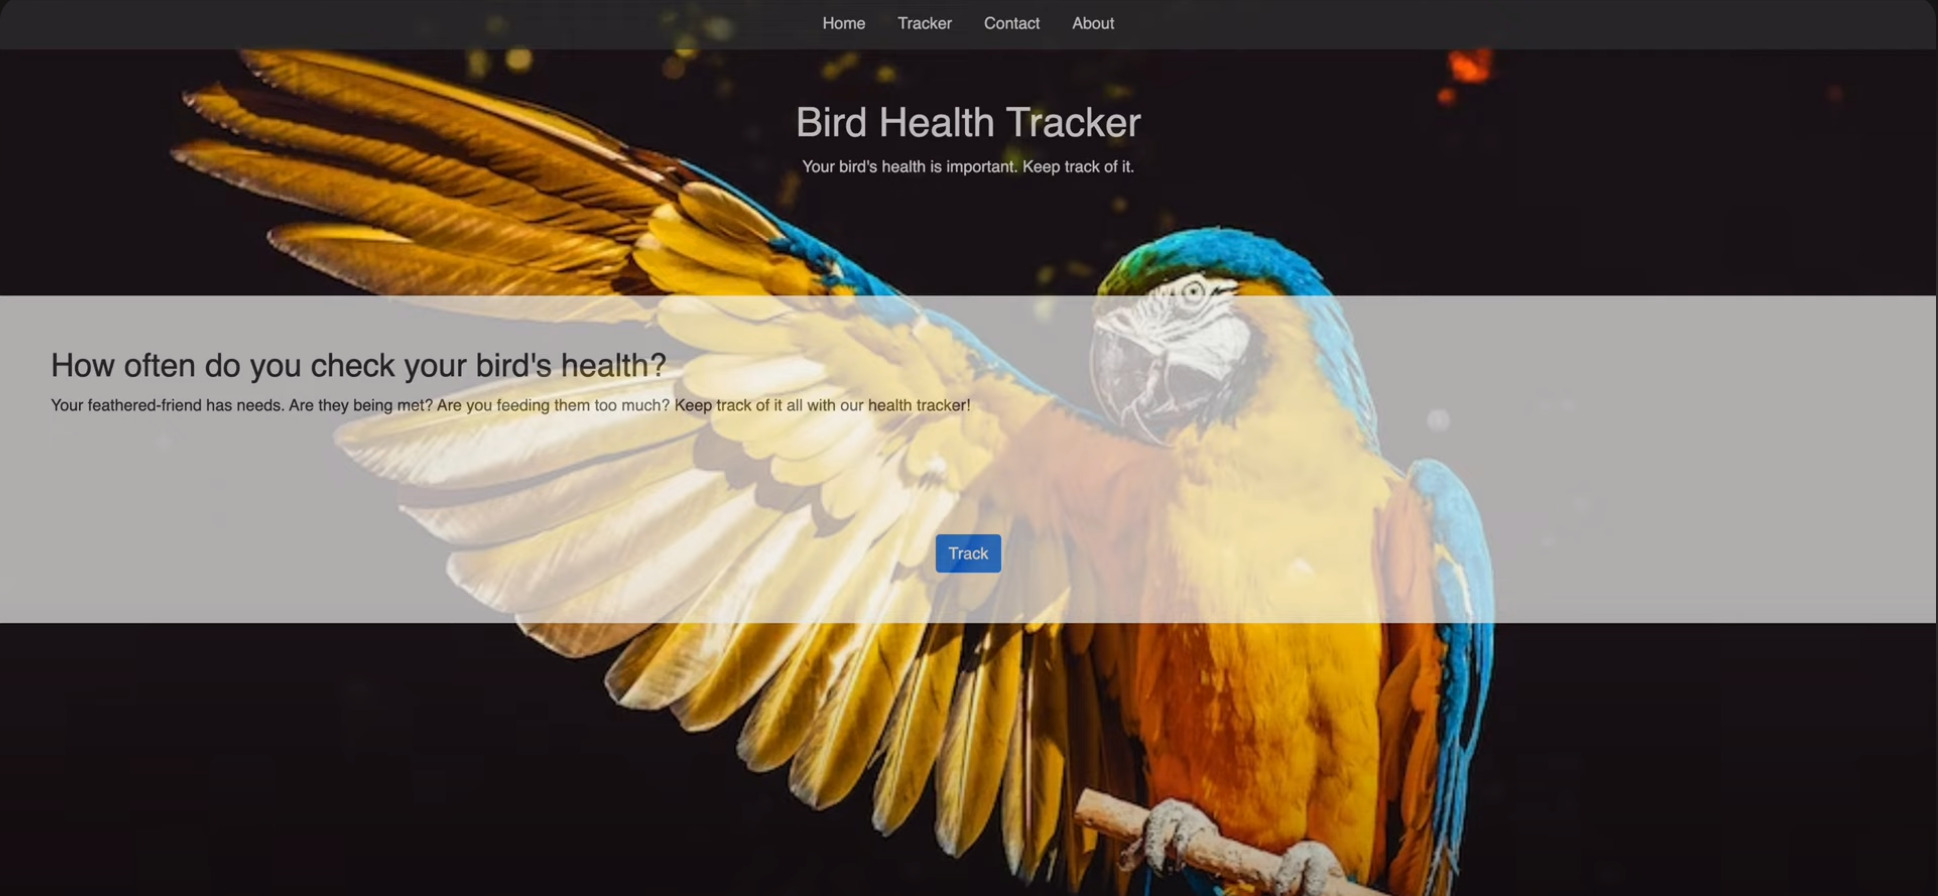 Home Tracker Contact About
Bird Health Tracker
Your bird's health is important. Keep track of it.
How often do you check your bird's health?
Your feathered-friend has needs. Are they being met? Are you feeding them too much? Keep track of it all with our health tracker!
Track